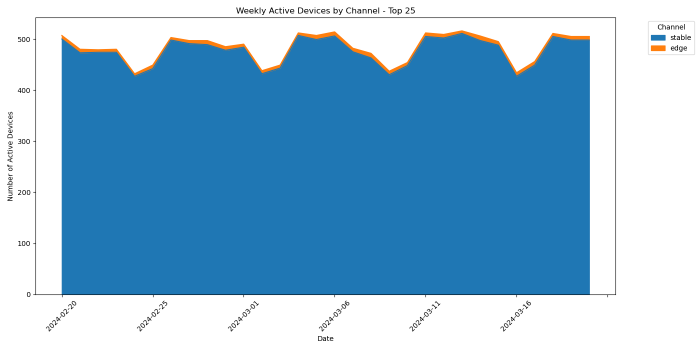 Weekly Active Devices by Channel - Top 25
Channel
stable
edge
Number of Active Devices
500
400
300
200
100
0
2024-02-20
2024-02-25
2024-03-01
2024-03-06
2024-03-11
2024-03-16
Date